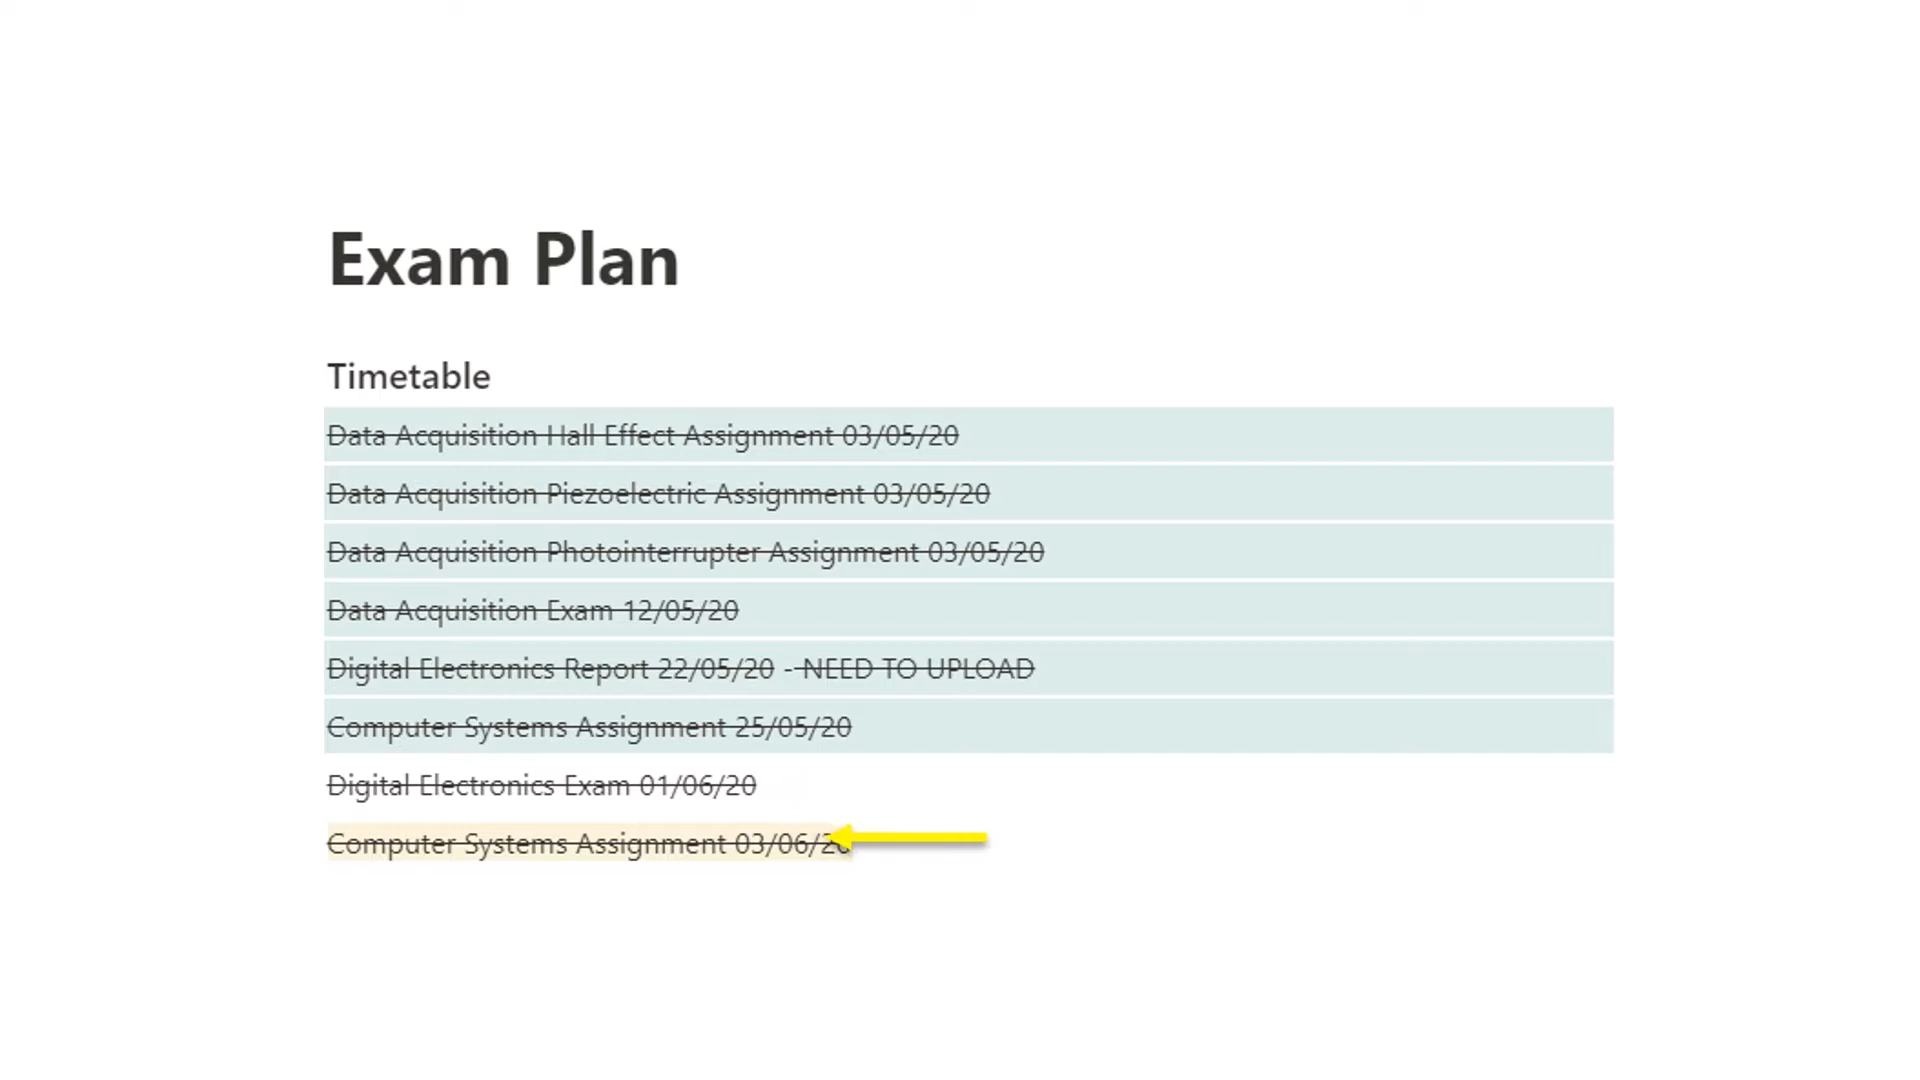 Exam Plan
Timetable
Data Acquisition Hall Effect Assignment 03/05/20
Data Acquisition Piezoelectric Assignment 03/05/20
Data Acquisition Photointerrupter Assignment 03/05/20
Data Acquisition Exam 12/05/20
Digital Electronics Report 22/05/20 - NEED TO UPLOAD
Computer Systems Assignment 25/05/20
Digital Electronics Exam 01/06/20
Computer Systems Assignment 03/06/20